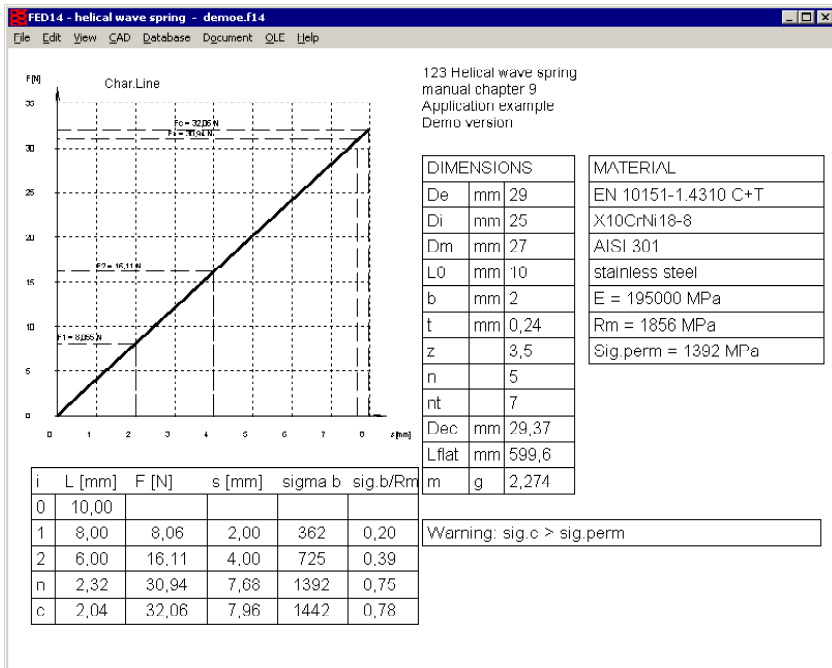 FED14 - helical wave spring - demoe.f14
File Edit View CAD Database Document OLE Help
F[N]
Char.Line
35
30
25
20
15
10
5
0
Fc = 32,06 N
Fn = 30,94 N
F2 = 16,11 N
F1 = 8,055 N
0 1 2 3 4 5 6 7 8 s[mm]
123 Helical wave spring
manual chapter 9
Application example
Demo version
DIMENSIONS
De mm 29
Di mm 25
Dm mm 27
L0 mm 10
b mm 2
t mm 0,24
z 3,5
n 5
nt 7
Dec mm 29,37
Lflat mm 599,6
m g 2,274
MATERIAL
EN 10151-1.4310 C+T
X10CrNi18-8
AISI 301
stainless steel
E = 195000 MPa
Rm = 1856 MPa
Sig.perm = 1392 MPa
i L [mm] F [N] s [mm] sigma b sig.b/Rm
0 10,00
1 8,00 8,06 2,00 362 0,20
2 6,00 16,11 4,00 725 0,39
n 2,32 30,94 7,68 1392 0,75
c 2,04 32,06 7,96 1442 0,78
Warning: sig.c > sig.perm